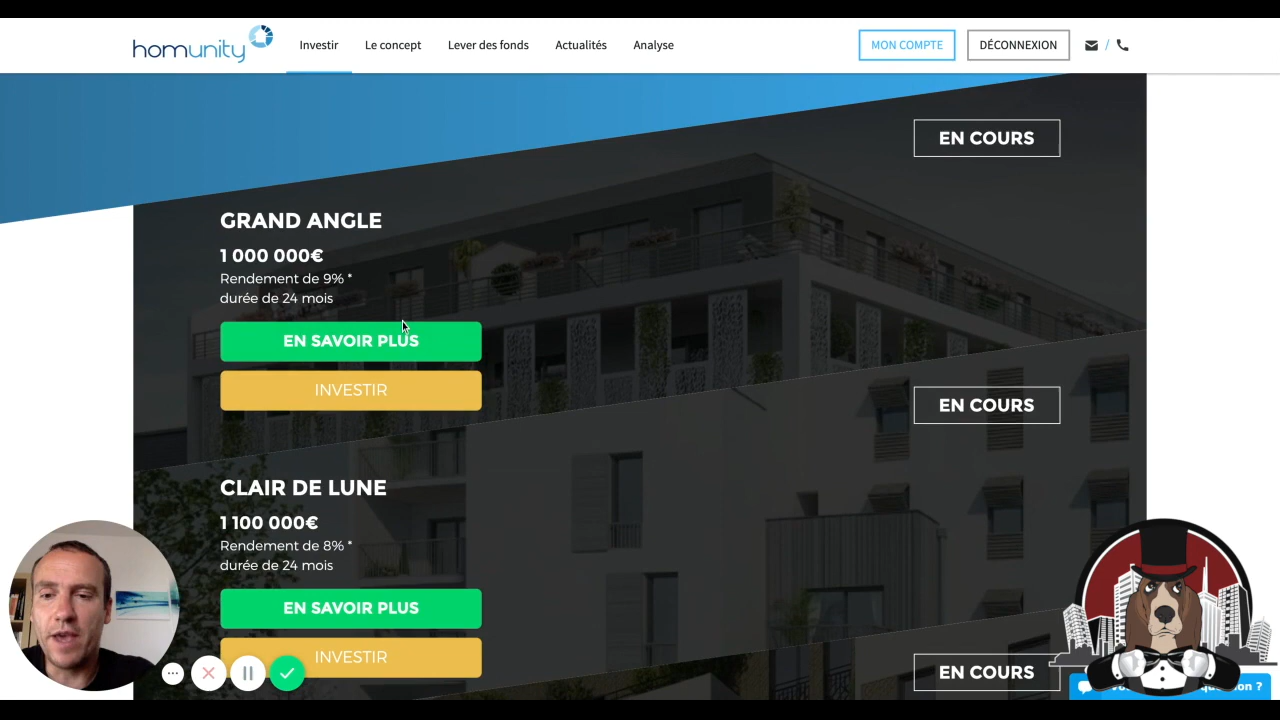 homunity
Investir
Le concept
Lever des fonds
Actualités
Analyse
MON COMPTE
DÉCONNEXION
/
EN COURS
GRAND ANGLE
1 000 000€
Rendement de 9% *
durée de 24 mois
EN SAVOIR PLUS
INVESTIR
EN COURS
CLAIR DE LUNE
1 100 000€
Rendement de 8% *
durée de 24 mois
EN SAVOIR PLUS
INVESTIR
EN COURS
?